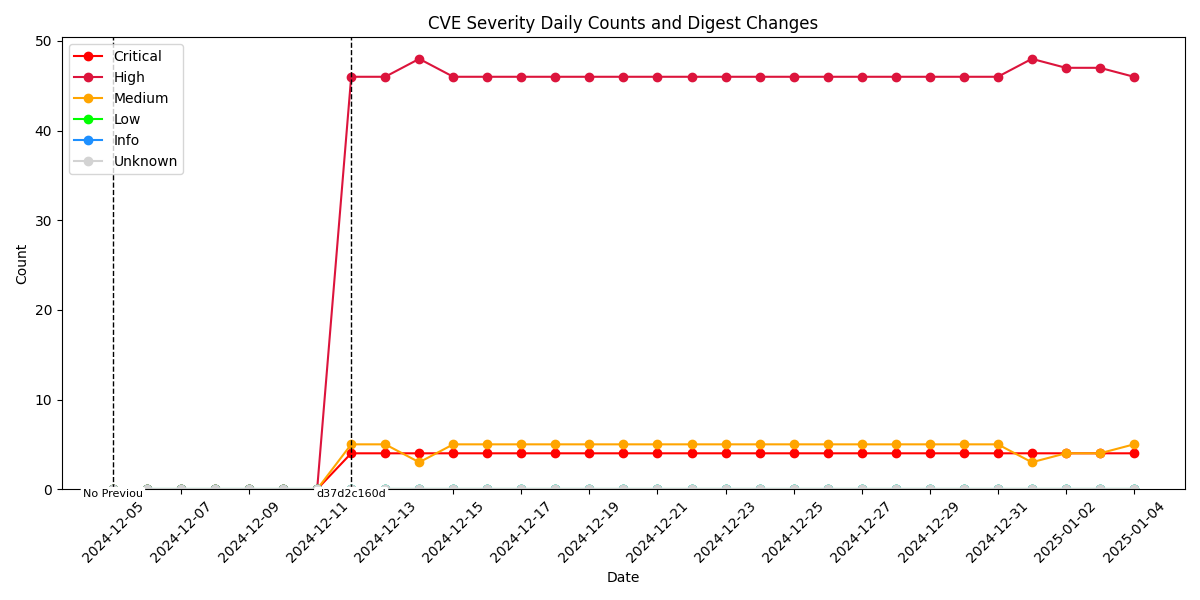 CVE Severity Daily Counts and Digest Changes
Critical
High
Medium
Low
Info
Unknown
Count
50
40
30
20
10
0
No Previou
d37d2c160d
2024-12-05
2024-12-07
2024-12-09
2024-12-11
2024-12-13
2024-12-15
2024-12-17
2024-12-19
2024-12-21
2024-12-23
2024-12-25
2024-12-27
2024-12-29
2024-12-31
2025-01-02
2025-01-04
Date